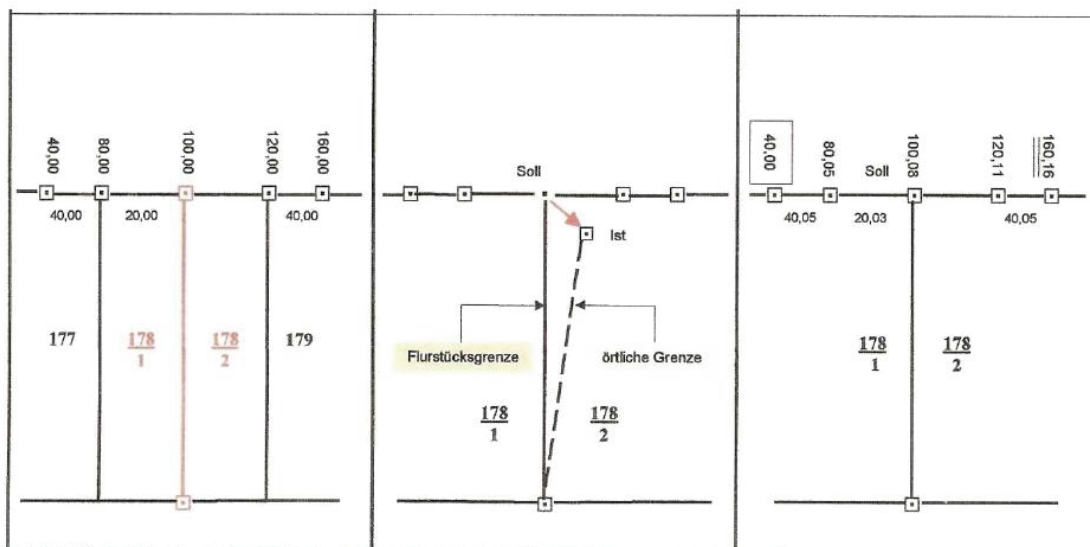 40,00 80,00 100,00 120,00 160,00
40,00 20,00 40,00
177 178/1 178/2 179
Soll
Ist
Flurstücksgrenze örtliche Grenze
178/1 178/2
40,00 80,05 Soll 100,08 120,11 160,16
40,05 20,03 40,05
178/1 178/2